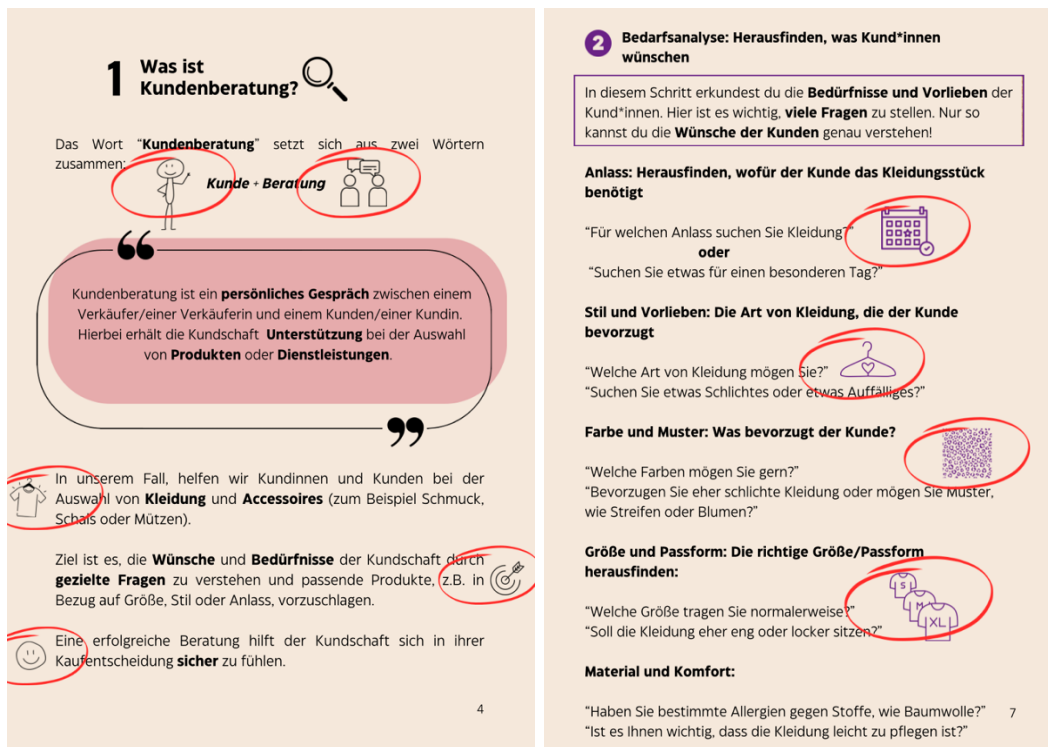 1 Was ist
Kundenberatung?
Das Wort “Kundenberatung” setzt sich aus zwei Wörtern
zusammen:
Kunde + Beratung
Kundenberatung ist ein persönliches Gespräch zwischen einem
Verkäufer/einer Verkäuferin und einem Kunden/einer Kundin.
Hierbei erhält die Kundschaft Unterstützung bei der Auswahl
von Produkten oder Dienstleistungen.
In unserem Fall, helfen wir Kundinnen und Kunden bei der
Auswahl von Kleidung und Accessoires (zum Beispiel Schmuck,
Schals oder Mützen).
Ziel ist es, die Wünsche und Bedürfnisse der Kundschaft durch
gezielte Fragen zu verstehen und passende Produkte, z.B. in
Bezug auf Größe, Stil oder Anlass, vorzuschlagen.
Eine erfolgreiche Beratung hilft der Kundschaft sich in ihrer
Kaufentscheidung sicher zu fühlen.
4
2 Bedarfsanalyse: Herausfinden, was Kund*innen
wünschen
In diesem Schritt erkundest du die Bedürfnisse und Vorlieben der
Kund*innen. Hier ist es wichtig, viele Fragen zu stellen. Nur so
kannst du die Wünsche der Kunden genau verstehen!
Anlass: Herausfinden, wofür der Kunde das Kleidungsstück
benötigt
“Für welchen Anlass suchen Sie Kleidung?”
oder
“Suchen Sie etwas für einen besonderen Tag?”
Stil und Vorlieben: Die Art von Kleidung, die der Kunde
bevorzugt
“Welche Art von Kleidung mögen Sie?”
“Suchen Sie etwas Schlichtes oder etwas Auffälliges?”
Farbe und Muster: Was bevorzugt der Kunde?
“Welche Farben mögen Sie gern?”
“Bevorzugen Sie eher schlichte Kleidung oder mögen Sie Muster,
wie Streifen oder Blumen?”
Größe und Passform: Die richtige Größe/Passform
herausfinden:
S
M
XL
“Welche Größe tragen Sie normalerweise?”
“Soll die Kleidung eher eng oder locker sitzen?”
Material und Komfort:
“Haben Sie bestimmte Allergien gegen Stoffe, wie Baumwolle?”
“Ist es Ihnen wichtig, dass die Kleidung leicht zu pflegen ist?”
7